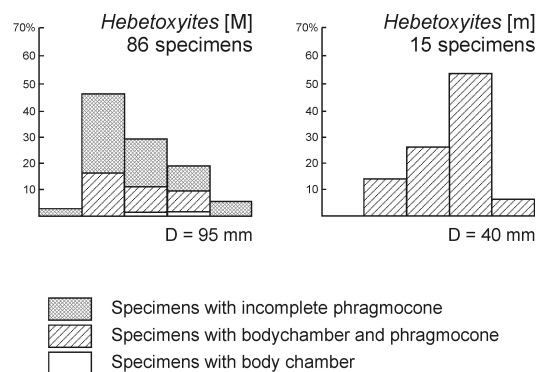 Hebetoxyites [M]
86 specimens
70%
60
50
40
30
20
10
D = 95 mm
Hebetoxyites [m]
15 specimens
70%
60
50
40
30
20
10
D = 40 mm
Specimens with incomplete phragmocone
Specimens with bodychamber and phragmocone
Specimens with body chamber